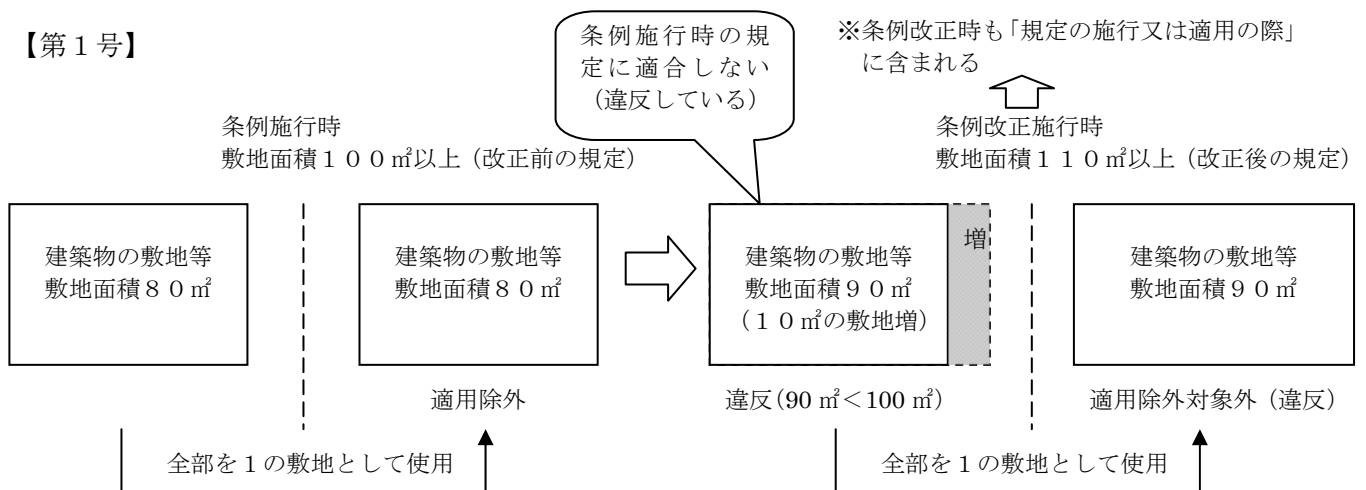 【第１号】
条例施行時の規
定に適合しない
（違反している）
※条例改正時も「規定の施行又は適用の際」
に含まれる
条例施行時
敷地面積１００㎡以上（改正前の規定）
条例改正施行時
敷地面積１１０㎡以上（改正後の規定）
建築物の敷地等
敷地面積８０㎡
建築物の敷地等
敷地面積８０㎡
建築物の敷地等
敷地面積９０㎡
（１０㎡の敷地増）
増
建築物の敷地等
敷地面積９０㎡
適用除外
違反（90 ㎡＜100 ㎡）
適用除外対象外（違反）
全部を１の敷地として使用
全部を１の敷地として使用